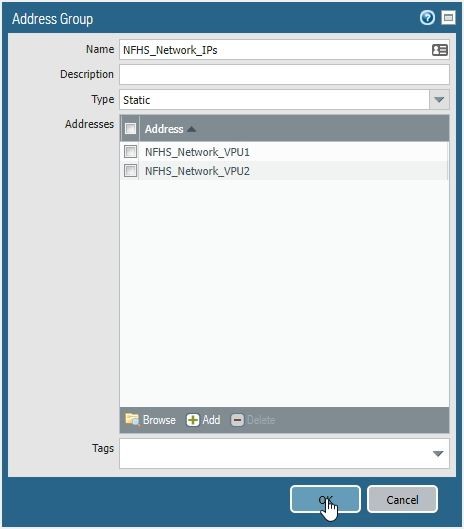 Address Group
Name NFHS_Network_IPs
Description
Type Static
Addresses Address
NFHS_Network_VPU1
NFHS_Network_VPU2
Browse Add Delete
Tags
OK Cancel